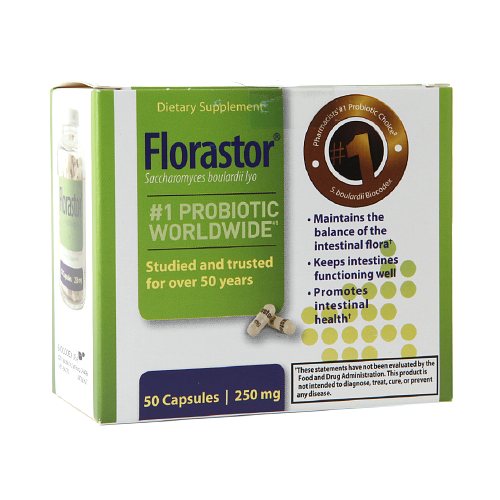 Dietary Supplement
Florastor®
Saccharomyces boulardii lyo
#1 PROBIOTIC
WORLDWIDE
Studied and trusted
for over 50 years
50 Capsules | 250 mg
Pharmacists' #1 Probiotic Choice
#1
S. boulardii Biocodex
• Maintains the
balance of the
intestinal flora†
• Keeps intestines
functioning well
• Promotes
intestinal
health†
†These statements have not been evaluated by the
Food and Drug Administration. This product is
not intended to diagnose, treat, cure, or prevent
any disease.
Florastor